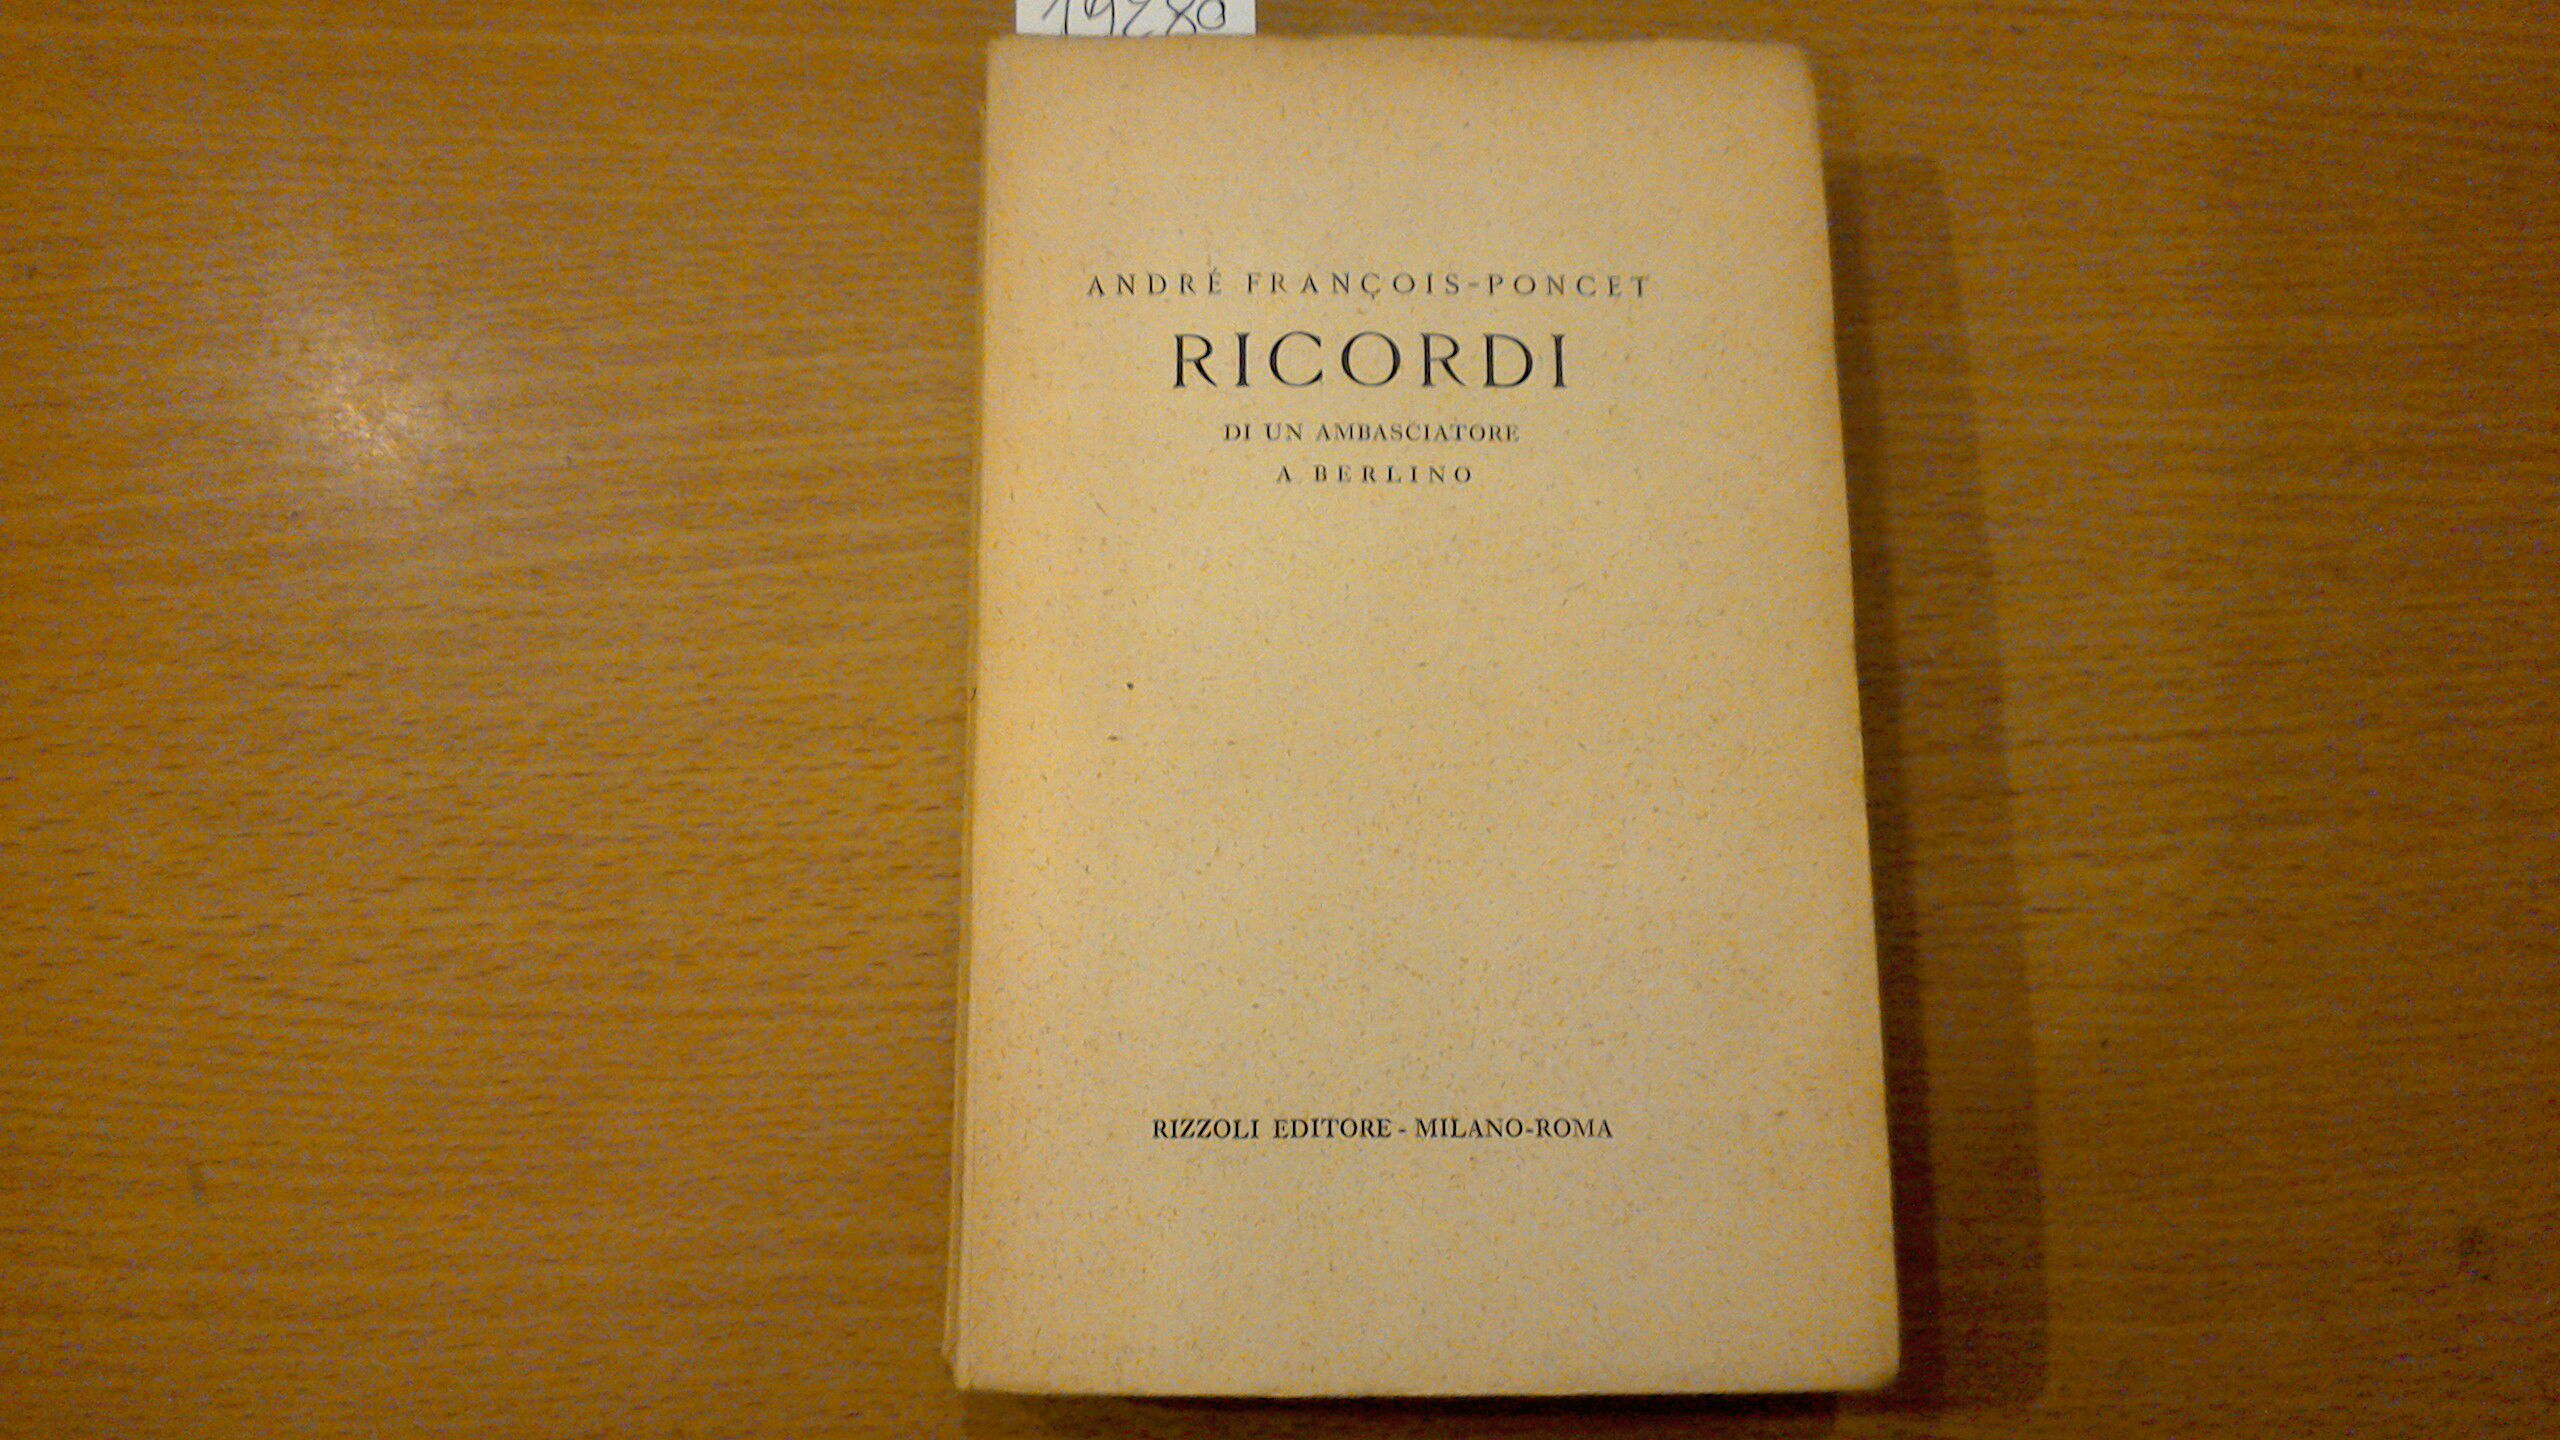 ANDRÉ FRANÇOIS-PONCET
RICORDI
DI UN AMBASCIATORE
A BERLINO
RIZZOLI EDITORE - MILANO-ROMA